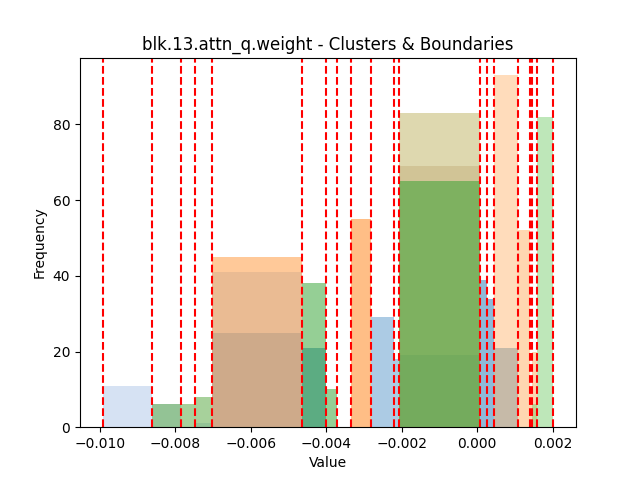 blk.13.attn_q.weight - Clusters & Boundaries
80
60
40
20
0
Frequency
−0.010 −0.008 −0.006 −0.004 −0.002 0.000 0.002
Value